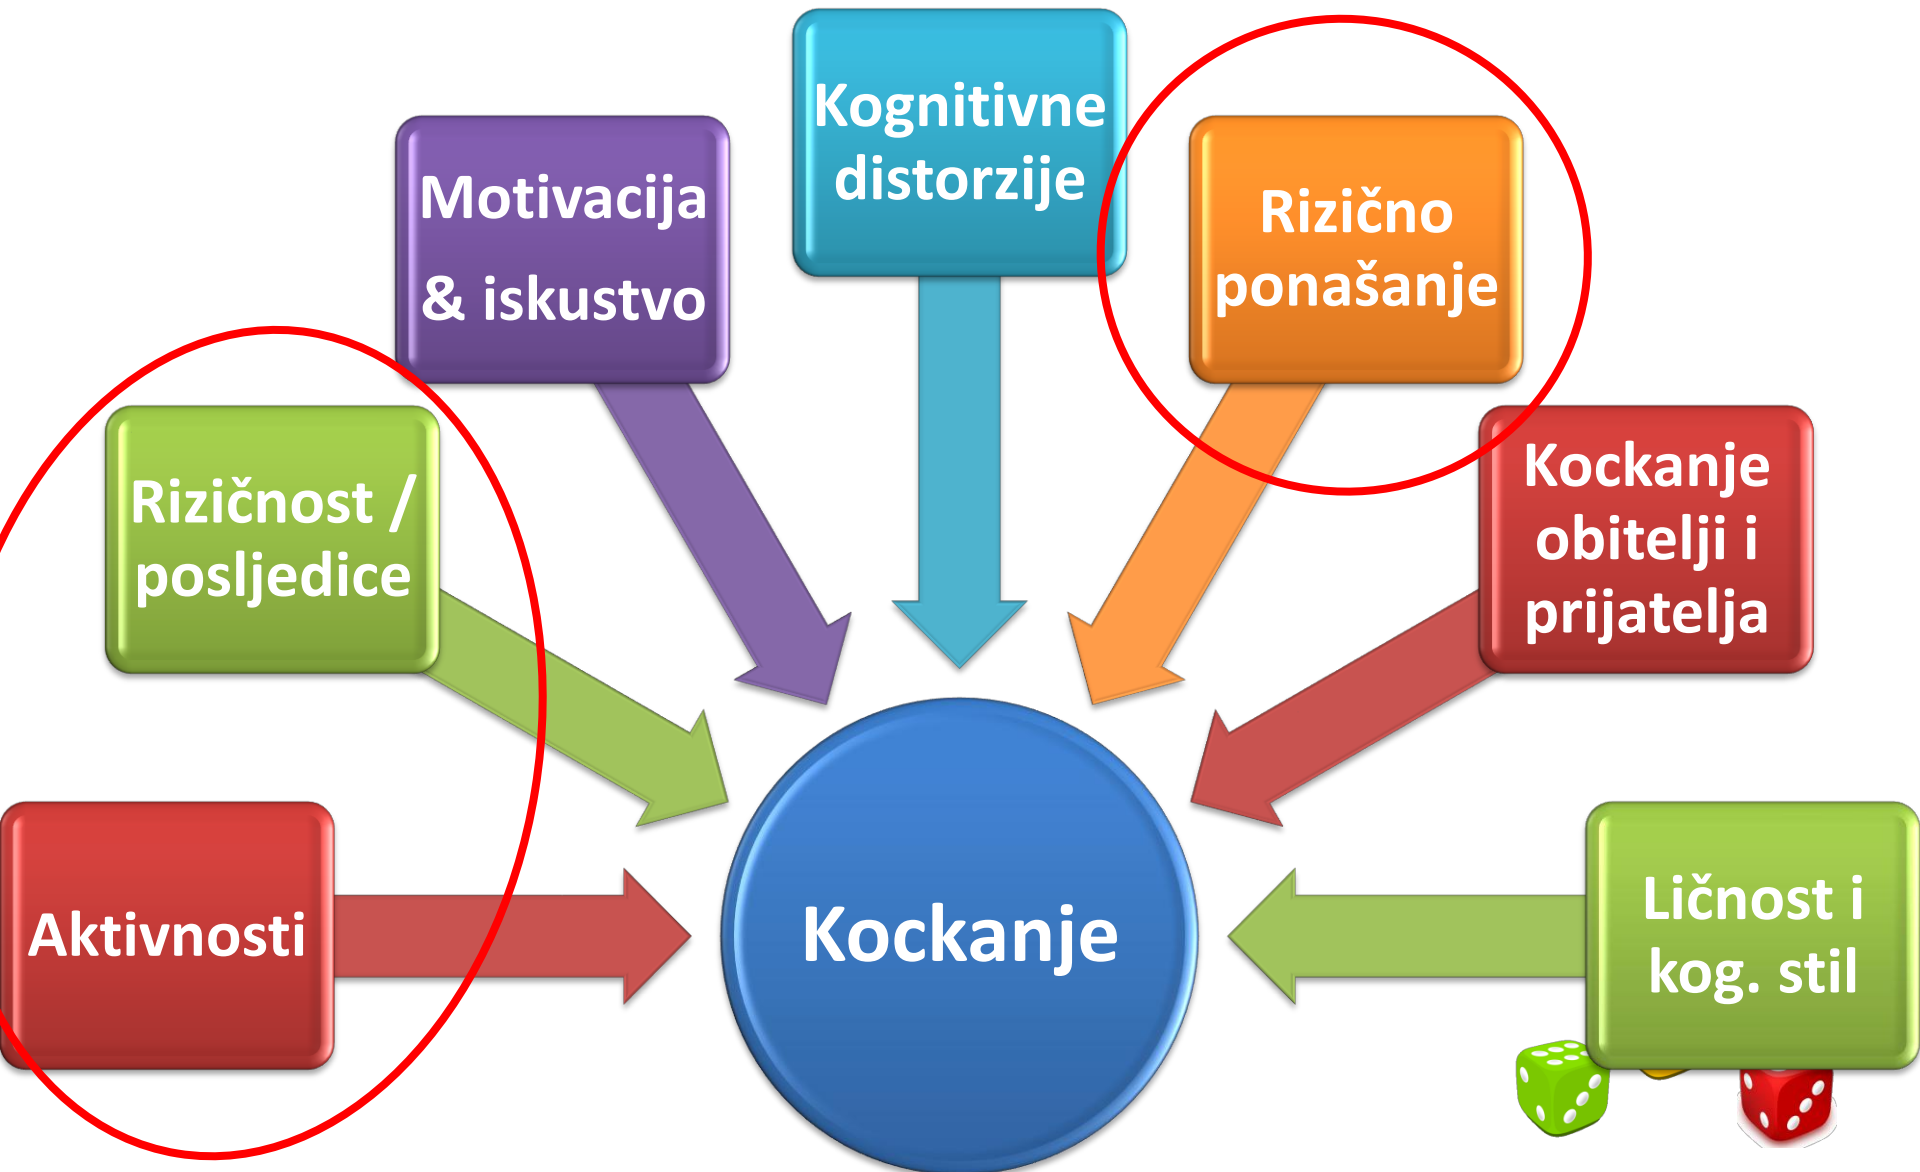 Kognitivne
distorzije
Motivacija
& iskustvo
Rizično
ponašanje
Rizičnost /
posljedice
Kockanje
obitelji i
prijatelja
Aktivnosti
Kockanje
Ličnost i
kog. stil